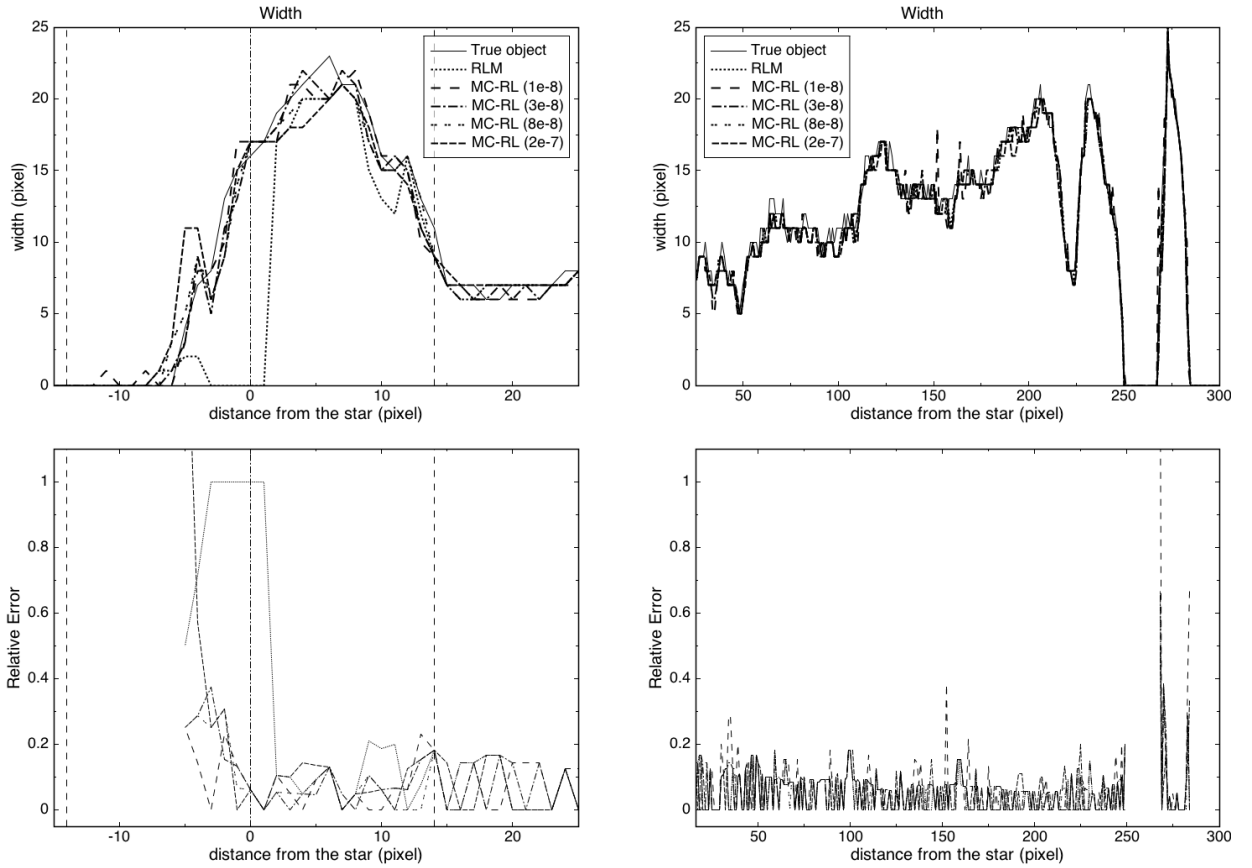 Width
25
20
15
10
5
0
width (pixel)
True object
RLM
MC-RL (1e-8)
MC-RL (3e-8)
MC-RL (8e-8)
MC-RL (2e-7)
-10
0
10
20
distance from the star (pixel)
Width
25
20
15
10
5
0
width (pixel)
True object
RLM
MC-RL (1e-8)
MC-RL (3e-8)
MC-RL (8e-8)
MC-RL (2e-7)
50
100
150
200
250
300
distance from the star (pixel)
1
0.8
0.6
0.4
0.2
0
Relative Error
-10
0
10
20
distance from the star (pixel)
1
0.8
0.6
0.4
0.2
0
Relative Error
50
100
150
200
250
300
distance from the star (pixel)